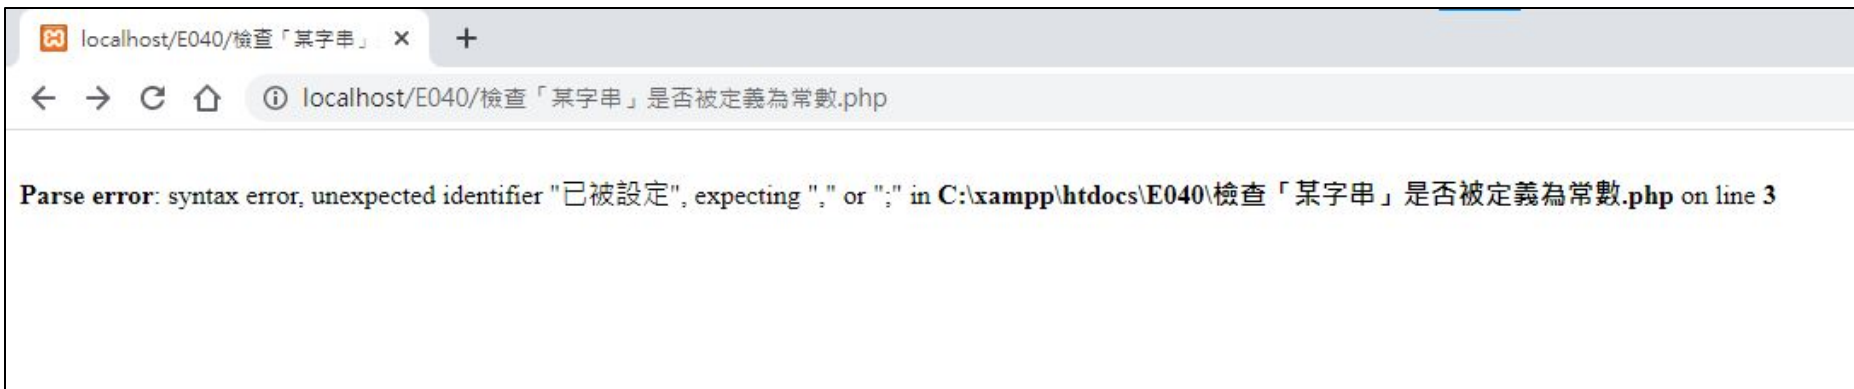 localhost/E040/檢查「某字串」
localhost/E040/檢查「某字串」是否被定義為常數.php
Parse error: syntax error, unexpected identifier "已被設定", expecting "," or ";" in C:\xampp\htdocs\E040\檢查「某字串」是否被定義為常數.php on line 3